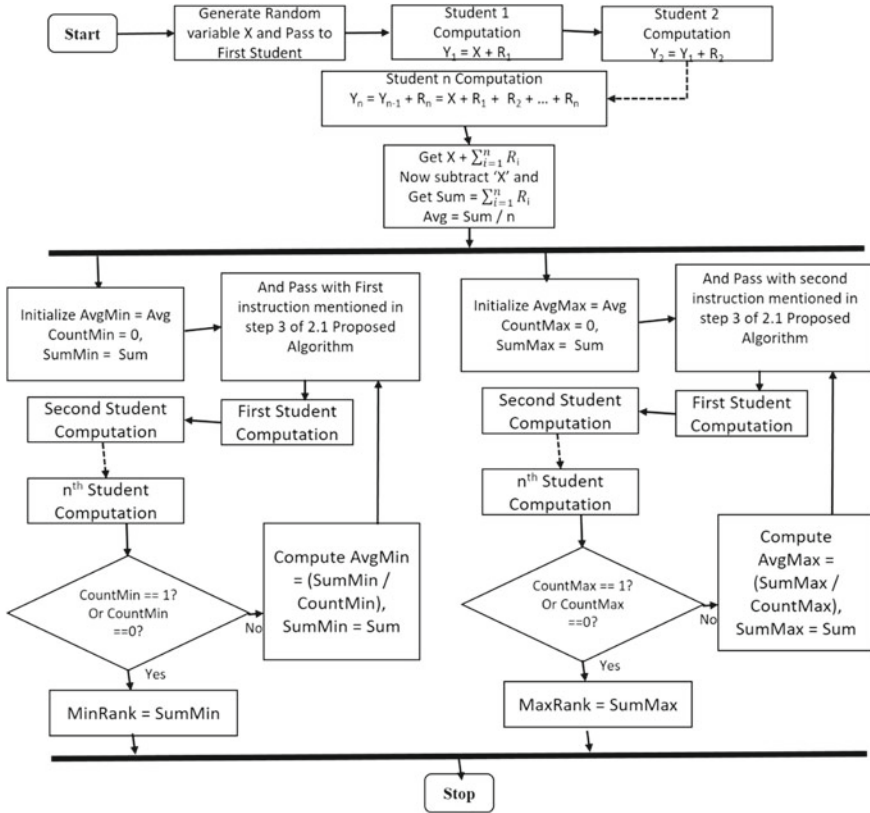 Start
Generate Random
variable X and Pass to
First Student
Student 1
Computation
Y₁ = X + R₁
Student 2
Computation
Y₂ = Y₁ + R₂
Student n Computation
Yₙ = Yₙ₋₁ + Rₙ = X + R₁ + R₂ + ... + Rₙ
Get X + ∑ⁿᵢ₌₁ Rᵢ
Now subtract ‘X’ and
Get Sum = ∑ⁿᵢ₌₁ Rᵢ
Avg = Sum / n
Initialize AvgMin = Avg
CountMin = 0,
SumMin = Sum
And Pass with First
instruction mentioned in
step 3 of 2.1 Proposed
Algorithm
First Student
Computation
Second Student
Computation
nᵗʰ Student
Computation
CountMin == 1?
Or CountMin
==0?
No
Compute AvgMin
= (SumMin /
CountMin),
SumMin = Sum
Yes
MinRank = SumMin
Initialize AvgMax = Avg
CountMax = 0,
SumMax = Sum
And Pass with second
instruction mentioned in
step 3 of 2.1 Proposed
Algorithm
First Student
Computation
Second Student
Computation
nᵗʰ Student
Computation
CountMax == 1?
Or CountMax
==0?
No
Compute
AvgMax =
(SumMax /
CountMax),
SumMax = Sum
Yes
MaxRank = SumMax
Stop